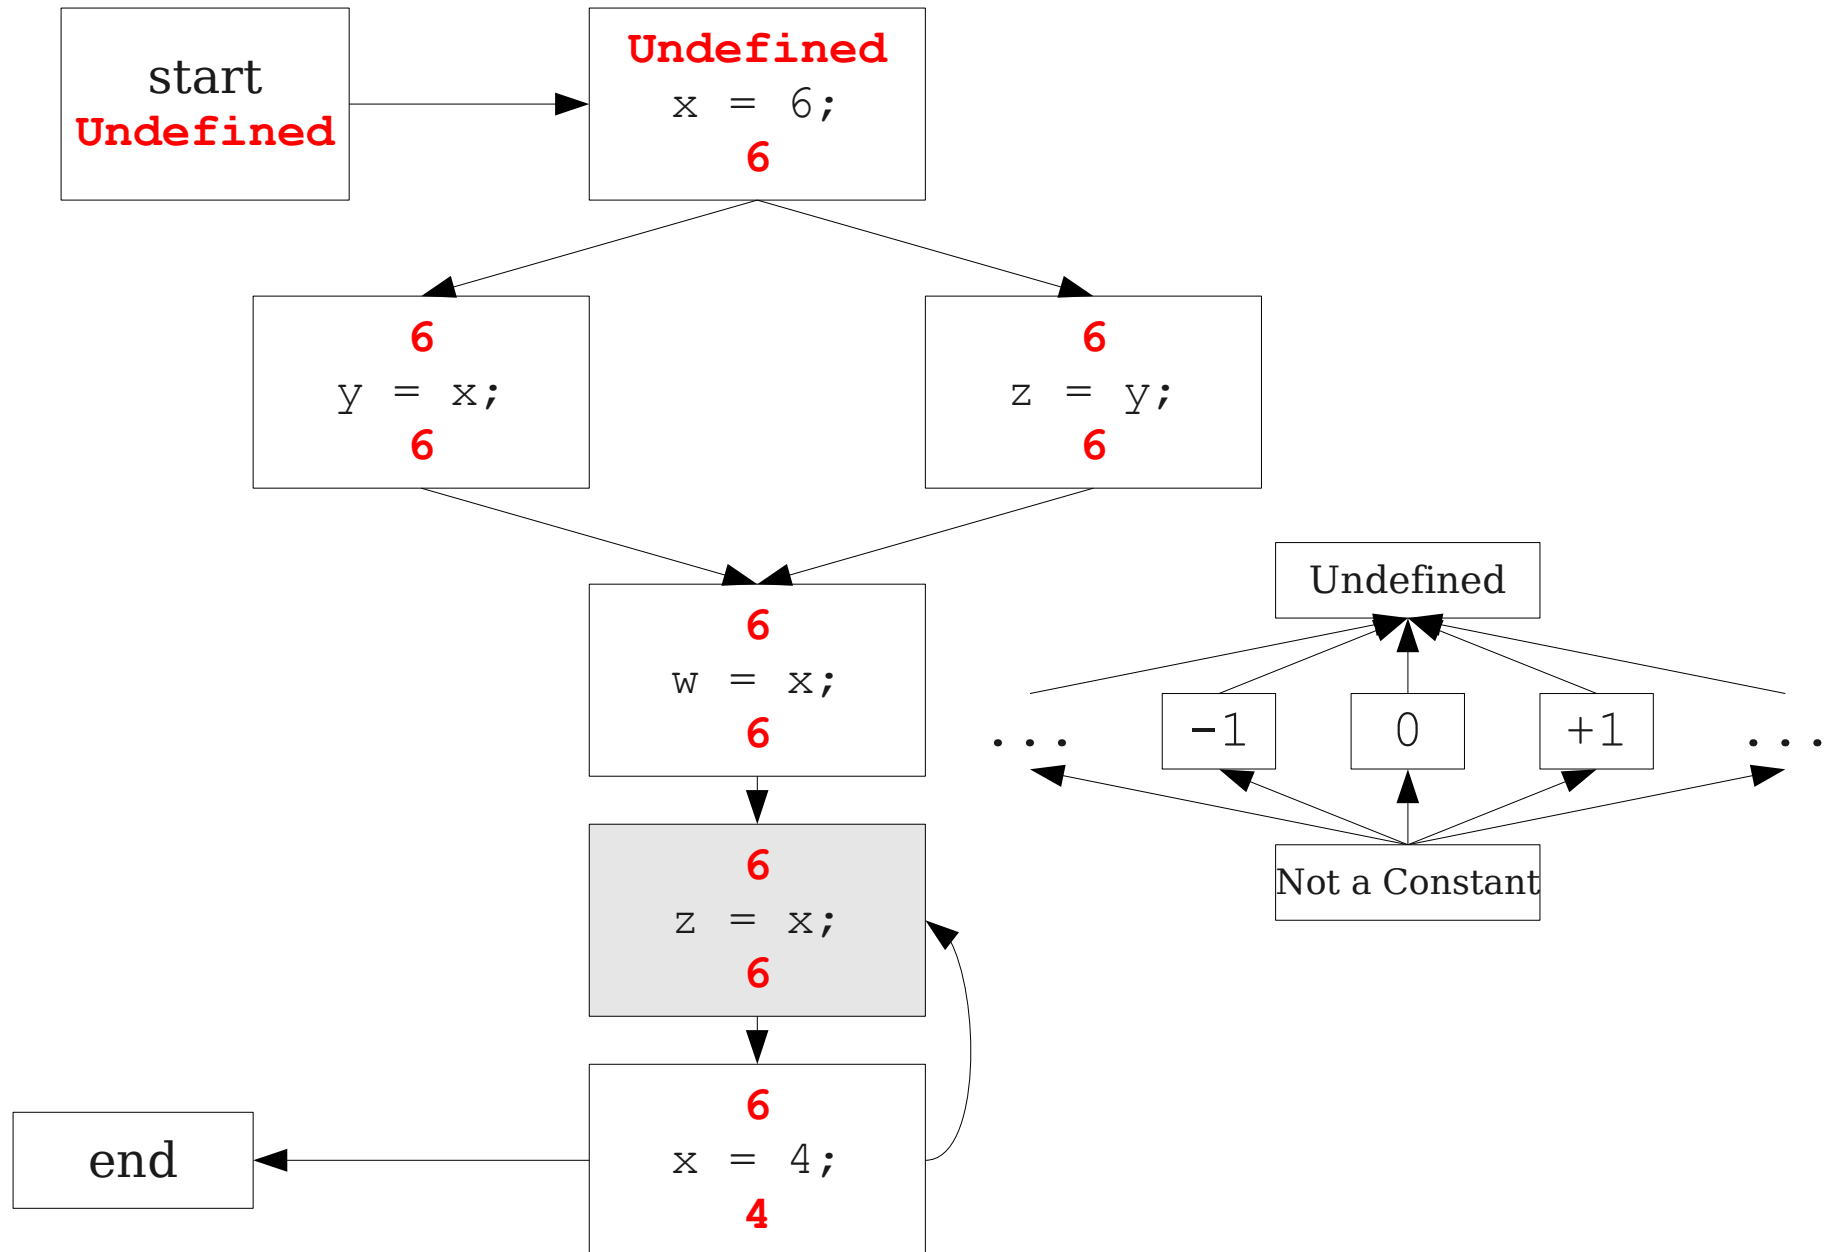 start
Undefined
Undefined
x = 6;
6
6
y = x;
6
6
z = y;
6
6
w = x;
6
6
z = x;
6
6
x = 4;
4
end
Undefined
... -1 0 +1 ...
Not a Constant